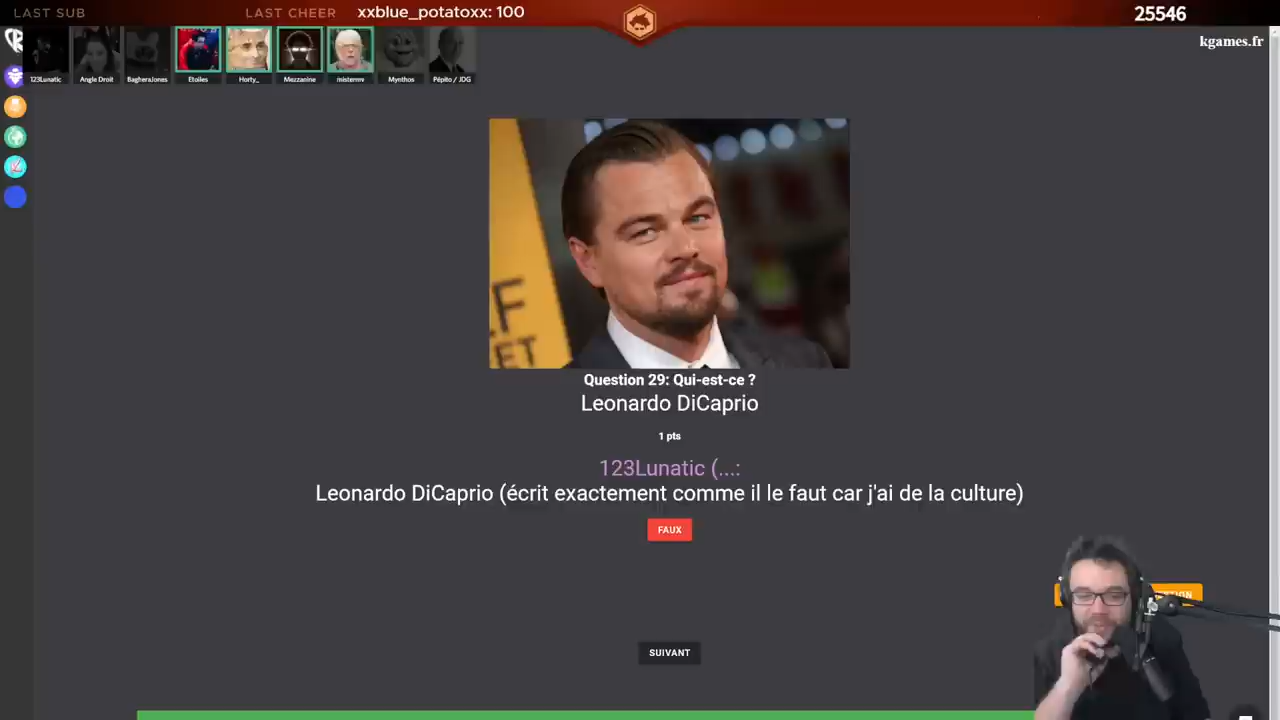 LAST SUB
LAST CHEER xxblue_potatoxx: 100
25546
kgames.fr
123Lunatic
Angle Droit
BagheraJones
Etoiles
Horty_
Mezzanine
mistermv
Mynthos
Pépito / JDG
F
ET
Question 29: Qui-est-ce ?
Leonardo DiCaprio
1 pts
123Lunatic (...:
Leonardo DiCaprio (écrit exactement comme il le faut car j'ai de la culture)
FAUX
SUIVANT